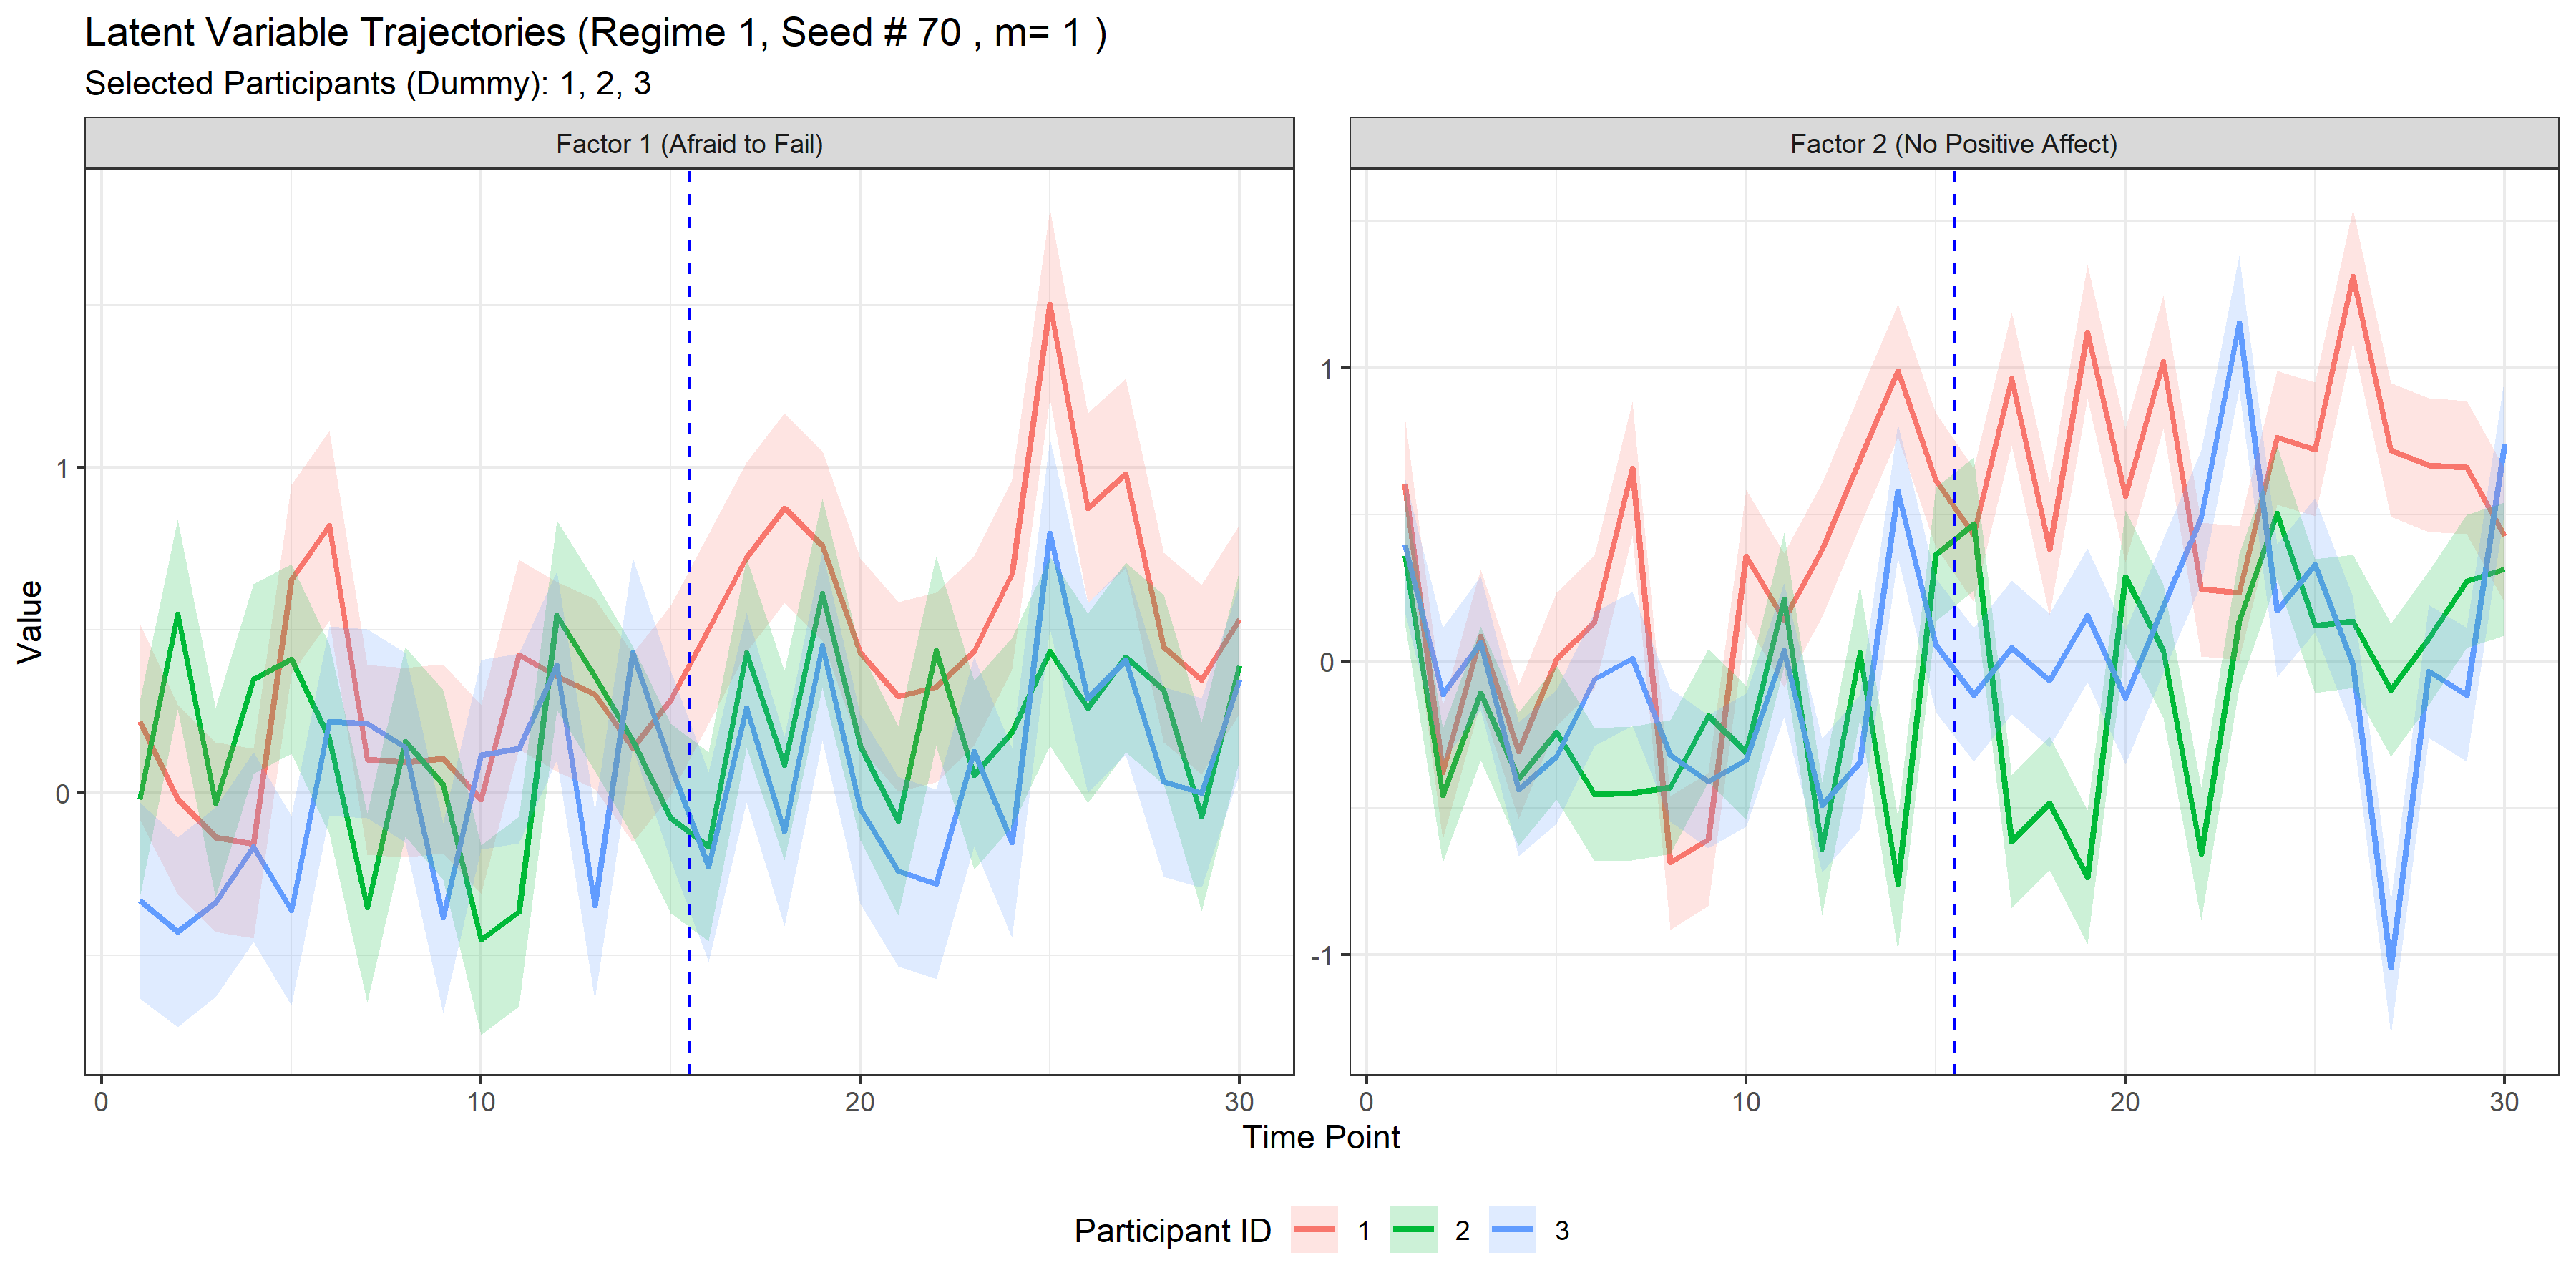 Latent Variable Trajectories (Regime 1, Seed # 70 , m= 1 )
Selected Participants (Dummy): 1, 2, 3
Factor 1 (Afraid to Fail)
Factor 2 (No Positive Affect)
Value
1
0
1
0
-1
0 10 20 30
0 10 20 30
Time Point
Participant ID 1 2 3